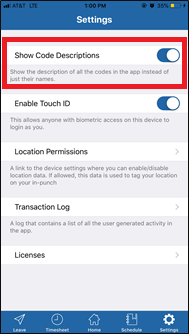 AT&T LTE
1:00 PM
Settings
Show Code Descriptions
Show the description of all the codes in the app instead of
just their names.
Enable Touch ID
This allows anyone with biometric access on this device to
login as you.
Location Permissions
A link to the device settings where you can enable/disable
location data. If allowed, this data is used to tag your location
on your in-punch
Transaction Log
A log that contains a list of all the user generated activity in
the app.
Licenses
Leave
Timesheet
Home
Schedule
Settings